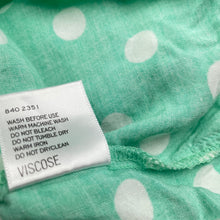 840 2351
WASH BEFORE USE
WARM MACHINE WASH
DO NOT BLEACH
DO NOT TUMBLE DRY
WARM IRON
DO NOT DRYCLEAN
VISCOSE